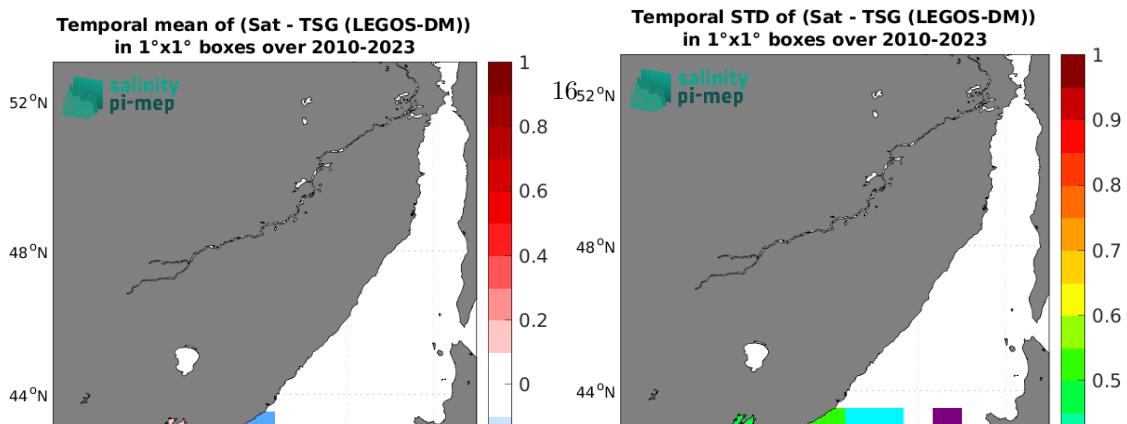 Temporal mean of (Sat - TSG (LEGOS-DM))
in 1°x1° boxes over 2010-2023
salinity
pi-mep
52°N
48°N
44°N
1
0.8
0.6
0.4
0.2
0
16
Temporal STD of (Sat - TSG (LEGOS-DM))
in 1°x1° boxes over 2010-2023
salinity
pi-mep
52°N
48°N
44°N
1
0.9
0.8
0.7
0.6
0.5